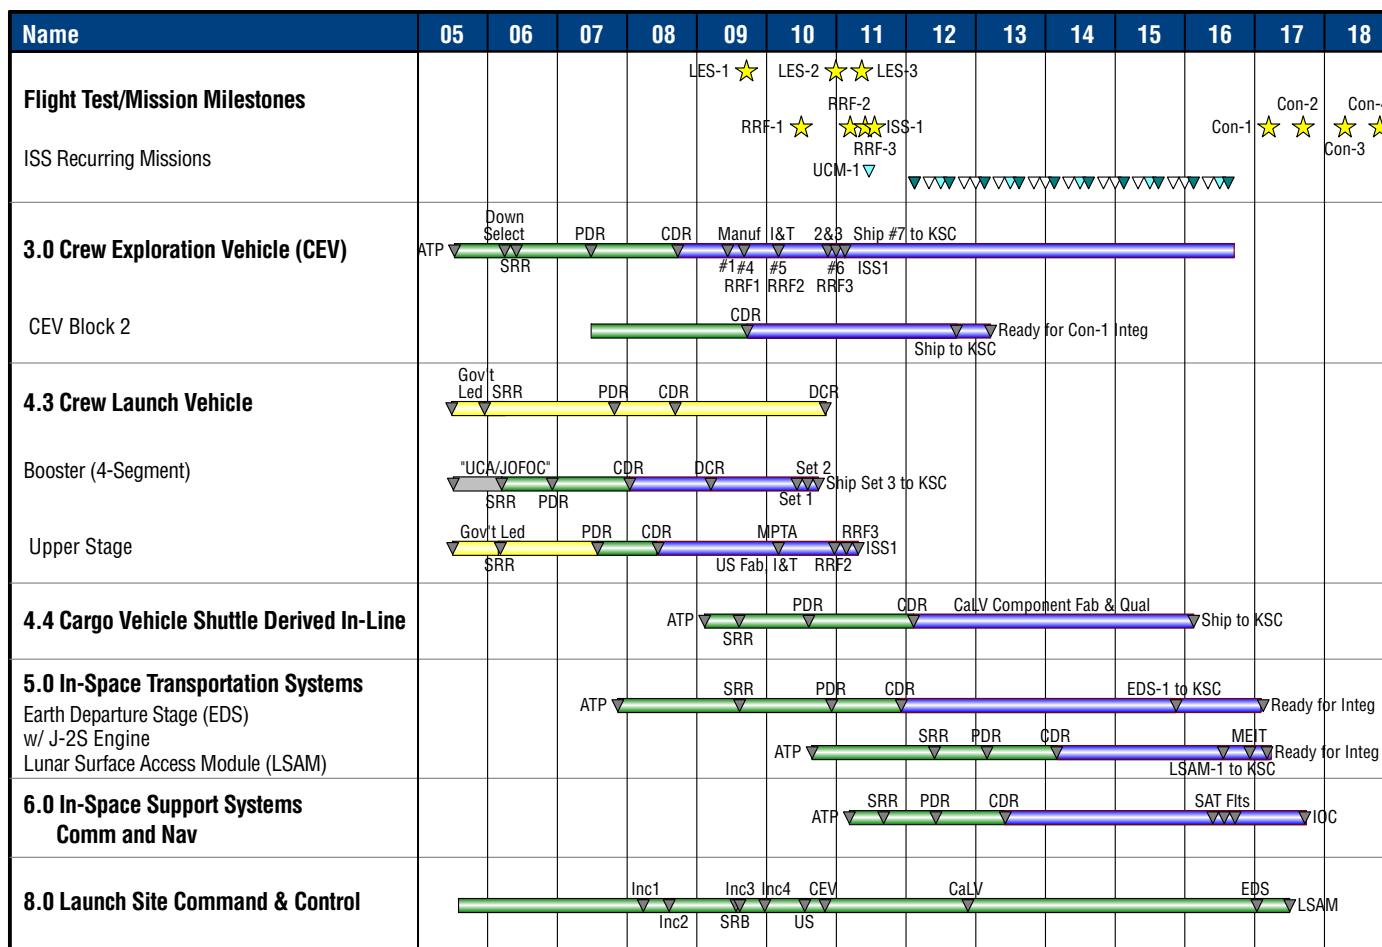 Name 05 06 07 08 09 10 11 12 13 14 15 16 17 18
LES-1 LES-2 LES-3
Flight Test/Mission Milestones
RRF-2 Con-2 Con-4
RRF-1 ISS-1 Con-1
RRF-3 Con-3
ISS Recurring Missions
UCM-1
Down
Select PDR CDR Manuf I&T 2&3 Ship #7 to KSC
3.0 Crew Exploration Vehicle (CEV)
ATP
SRR #1 #4 #5 #6 ISS1
RRF1 RRF2 RRF3
CDR
CEV Block 2
Ready for Con-1 Integ
Ship to KSC
Gov't
Led SRR PDR CDR DCR
4.3 Crew Launch Vehicle
"UCA/JOFOC" CDR DCR Set 2
Booster (4-Segment)
Ship Set 3 to KSC
SRR PDR Set 1
Gov't Led PDR CDR MPTA RRF3
Upper Stage
ISS1
SRR US Fab, I&T RRF2
PDR CDR CaLV Component Fab & Qual
4.4 Cargo Vehicle Shuttle Derived In-Line
ATP Ship to KSC
SRR
5.0 In-Space Transportation Systems
SRR PDR CDR EDS-1 to KSC
ATP Ready for Integ
Earth Departure Stage (EDS)
w/ J-2S Engine
SRR PDR CDR MEIT
ATP Ready for Integ
Lunar Surface Access Module (LSAM)
LSAM-1 to KSC
6.0 In-Space Support Systems
SRR PDR CDR SAT Flts
ATP IOC
Comm and Nav
Inc1 Inc3 Inc4 CEV CaLV EDS
8.0 Launch Site Command & Control
LSAM
Inc2 SRB US